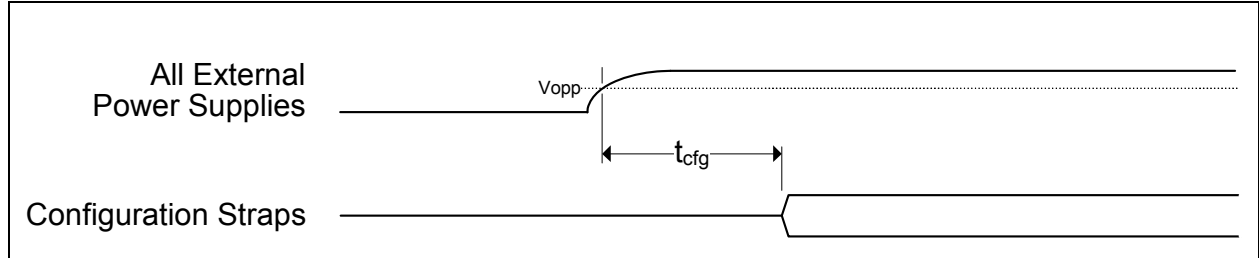 All External
Power Supplies
Vopp
tcfg
Configuration Straps